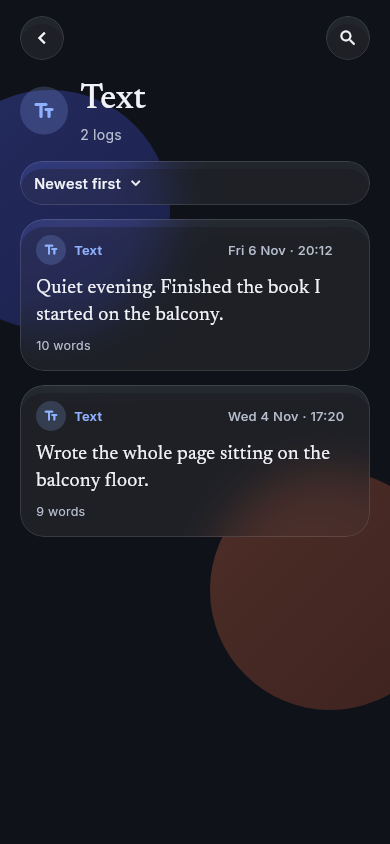 Text
2 logs
Newest first
Tт Text Fri 6 Nov · 20:12
Quiet evening. Finished the book I
started on the balcony.
10 words
Tт Text Wed 4 Nov · 17:20
Wrote the whole page sitting on the
balcony floor.
9 words